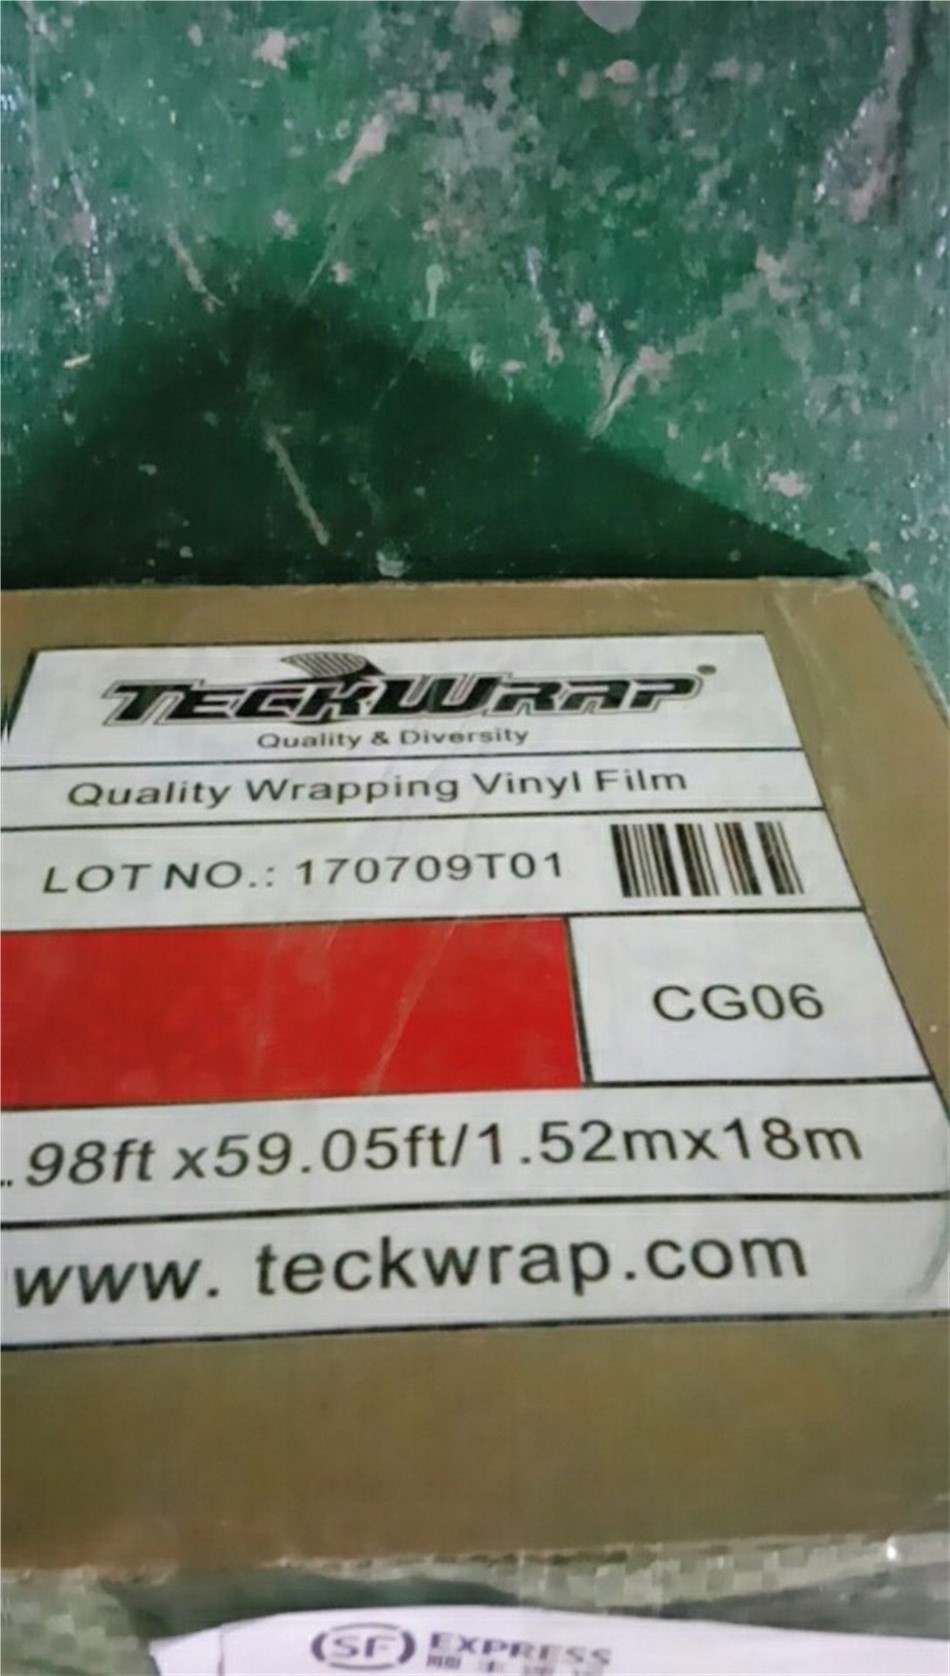 TECKWRAP®
Quality & Diversity
Quality Wrapping Vinyl Film
LOT NO.: 170709T01
CG06
.98ft x59.05ft/1.52mx18m
www. teckwrap.com
SF EXPRESS